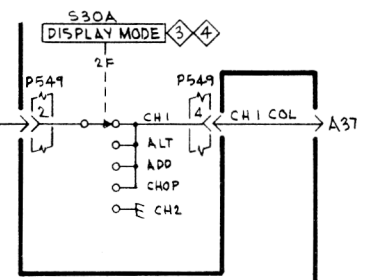 S30A
DISPLAY MODE 3 4
2F
P549 P549
2 CH1 4 CH1 COL A37
ALT
ADD
CHOP
CH2